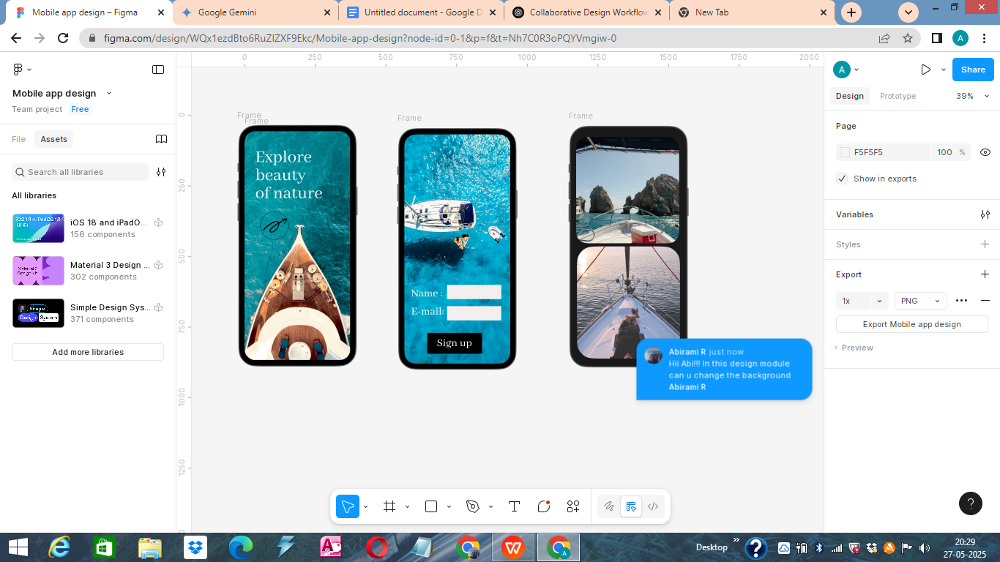 Mobile app design – Figma
Google Gemini
Untitled document - Google D
Collaborative Design Workflow
New Tab
figma.com/design/WQx1ezdBto6RuZIZXF9Ekc/Mobile-app-design?node-id=0-1&p=f&t=Nh7C0R3oPQYVmgiw-0
A
0 250 500 750 1000 1250 1500 1750 2000
Mobile app design
Team project Free
File Assets
Search all libraries
All libraries
iOS 18 and iPadO...
156 components
Material 3 Design ...
302 components
Simple Design Sys...
371 components
Add more libraries
0
250
500
750
1000
1250
Frame
Frame
Explore
beauty
of nature
Frame
Name :
E-mail:
Sign up
Frame
Abirami R just now
Hii Abi!!! In this design module
can u change the background
Abirami R
A
Share
Design Prototype 39%
Page
F5F5F5 100 %
Show in exports
Variables
Styles
Export
1x PNG
Export Mobile app design
Preview
?
Desktop
20:29
27-05-2025